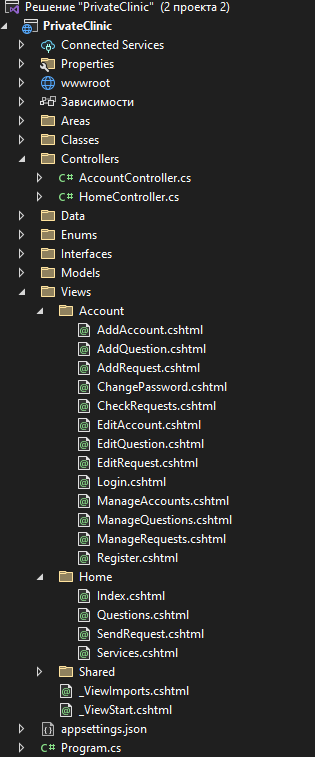 Решение "PrivateClinic" (2 проекта 2)
PrivateClinic
Connected Services
Properties
wwwroot
Зависимости
Areas
Classes
Controllers
C# AccountController.cs
C# HomeController.cs
Data
Enums
Interfaces
Models
Views
Account
AddAccount.cshtml
AddQuestion.cshtml
AddRequest.cshtml
ChangePassword.cshtml
CheckRequests.cshtml
EditAccount.cshtml
EditQuestion.cshtml
EditRequest.cshtml
Login.cshtml
ManageAccounts.cshtml
ManageQuestions.cshtml
ManageRequests.cshtml
Register.cshtml
Home
Index.cshtml
Questions.cshtml
SendRequest.cshtml
Services.cshtml
Shared
_ViewImports.cshtml
_ViewStart.cshtml
appsettings.json
C# Program.cs